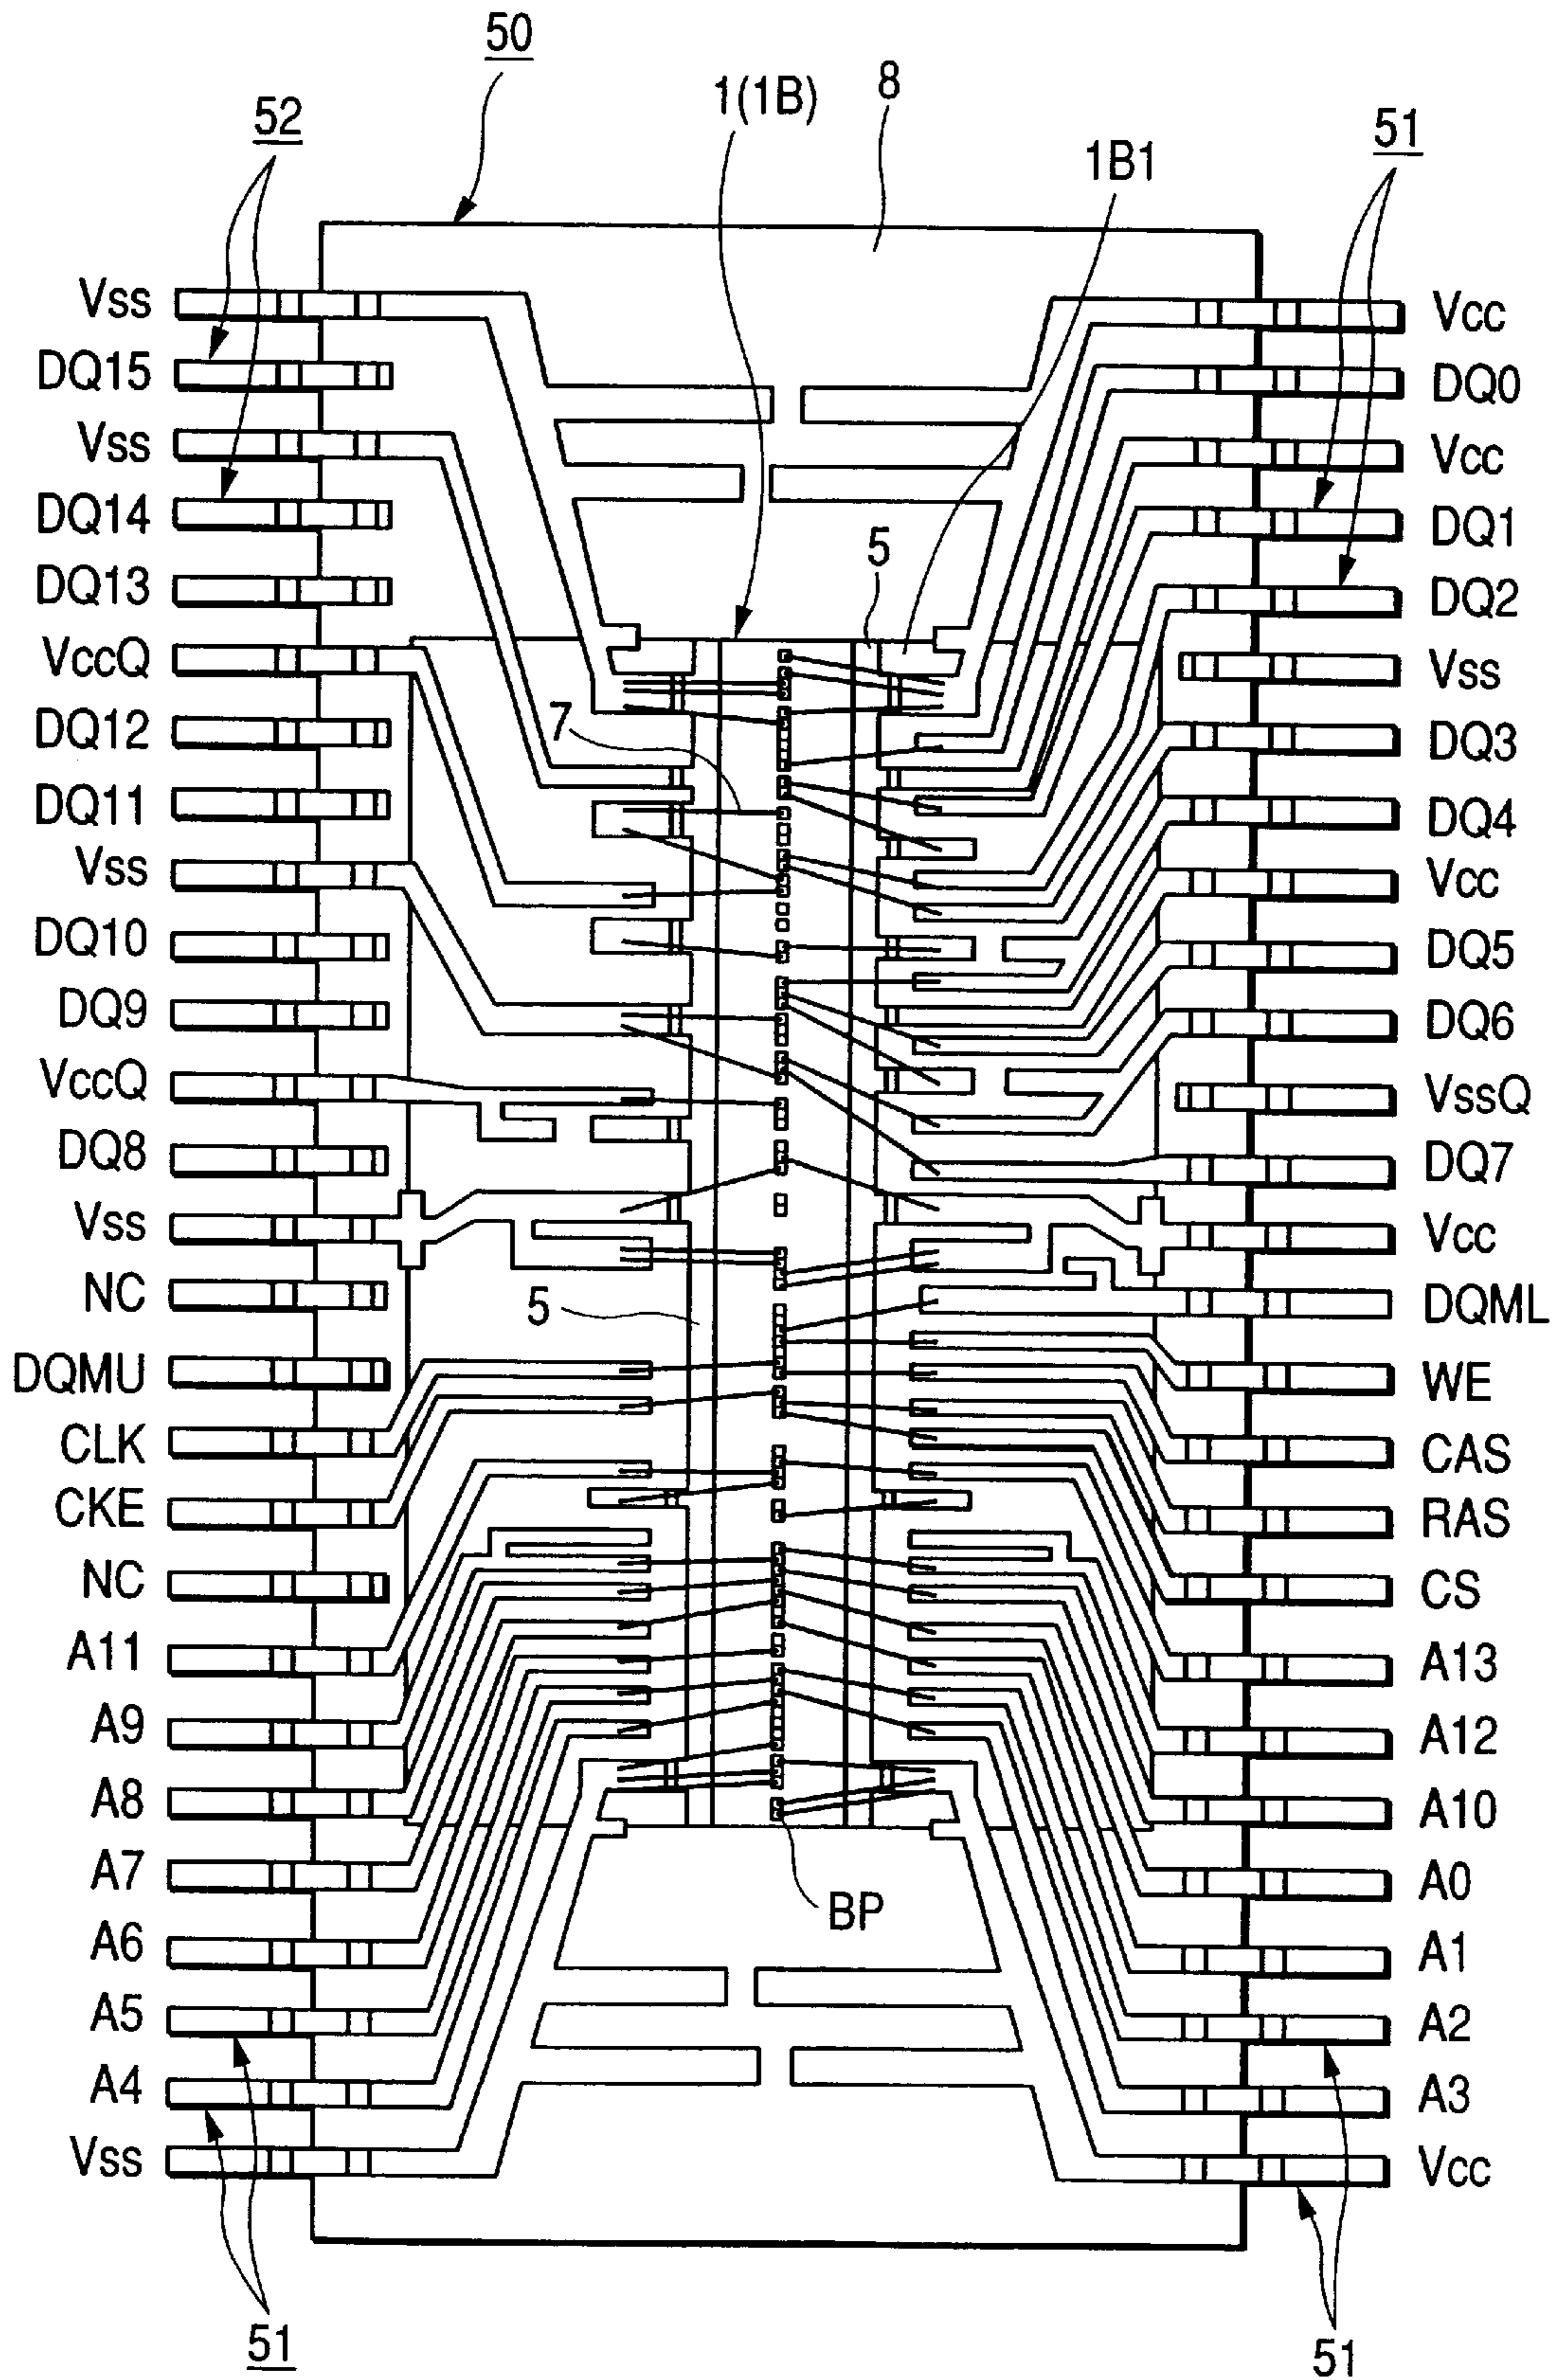 50
52
1(1B)
8
1B1
51
Vss
DQ15
Vss
DQ14
DQ13
VccQ
DQ12
DQ11
Vss
DQ10
DQ9
VccQ
DQ8
Vss
NC
DQMU
CLK
CKE
NC
A11
A9
A8
A7
A6
A5
A4
Vss
51
5
7
5
BP
Vcc
DQ0
Vcc
DQ1
DQ2
Vss
DQ3
DQ4
Vcc
DQ5
DQ6
VssQ
DQ7
Vcc
DQML
WE
CAS
RAS
CS
A13
A12
A10
A0
A1
A2
A3
Vcc
51